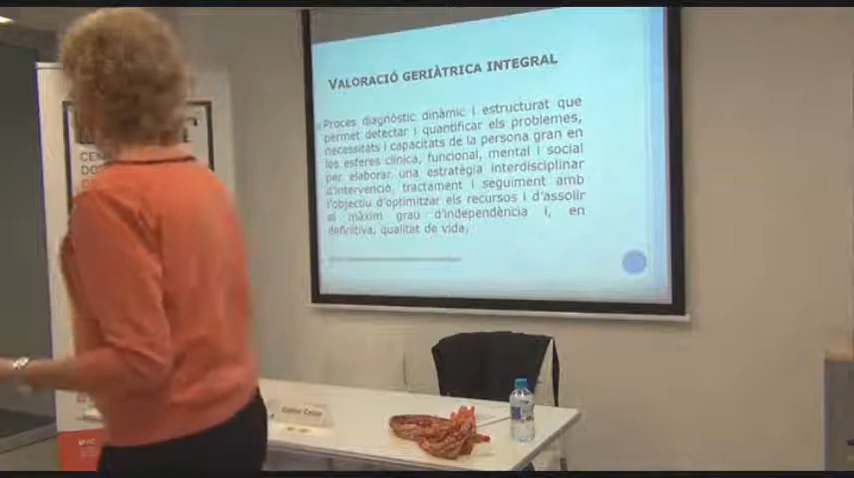 VALORACIÓ GERIÀTRICA INTEGRAL
Proces diagnòstic dinàmic i estructurat que
permet detectar i quantificar els problemes,
necessitats i capacitats de la persona gran en
les esferes clínica, funcional, mental i social
per elaborar una estratègia interdisciplinar
d'intervenció, tractament i seguiment amb
l'objectiu d'optimitzar els recursos i d'assolir
el màxim grau d'independència i, en
definitiva, qualitat de vida.